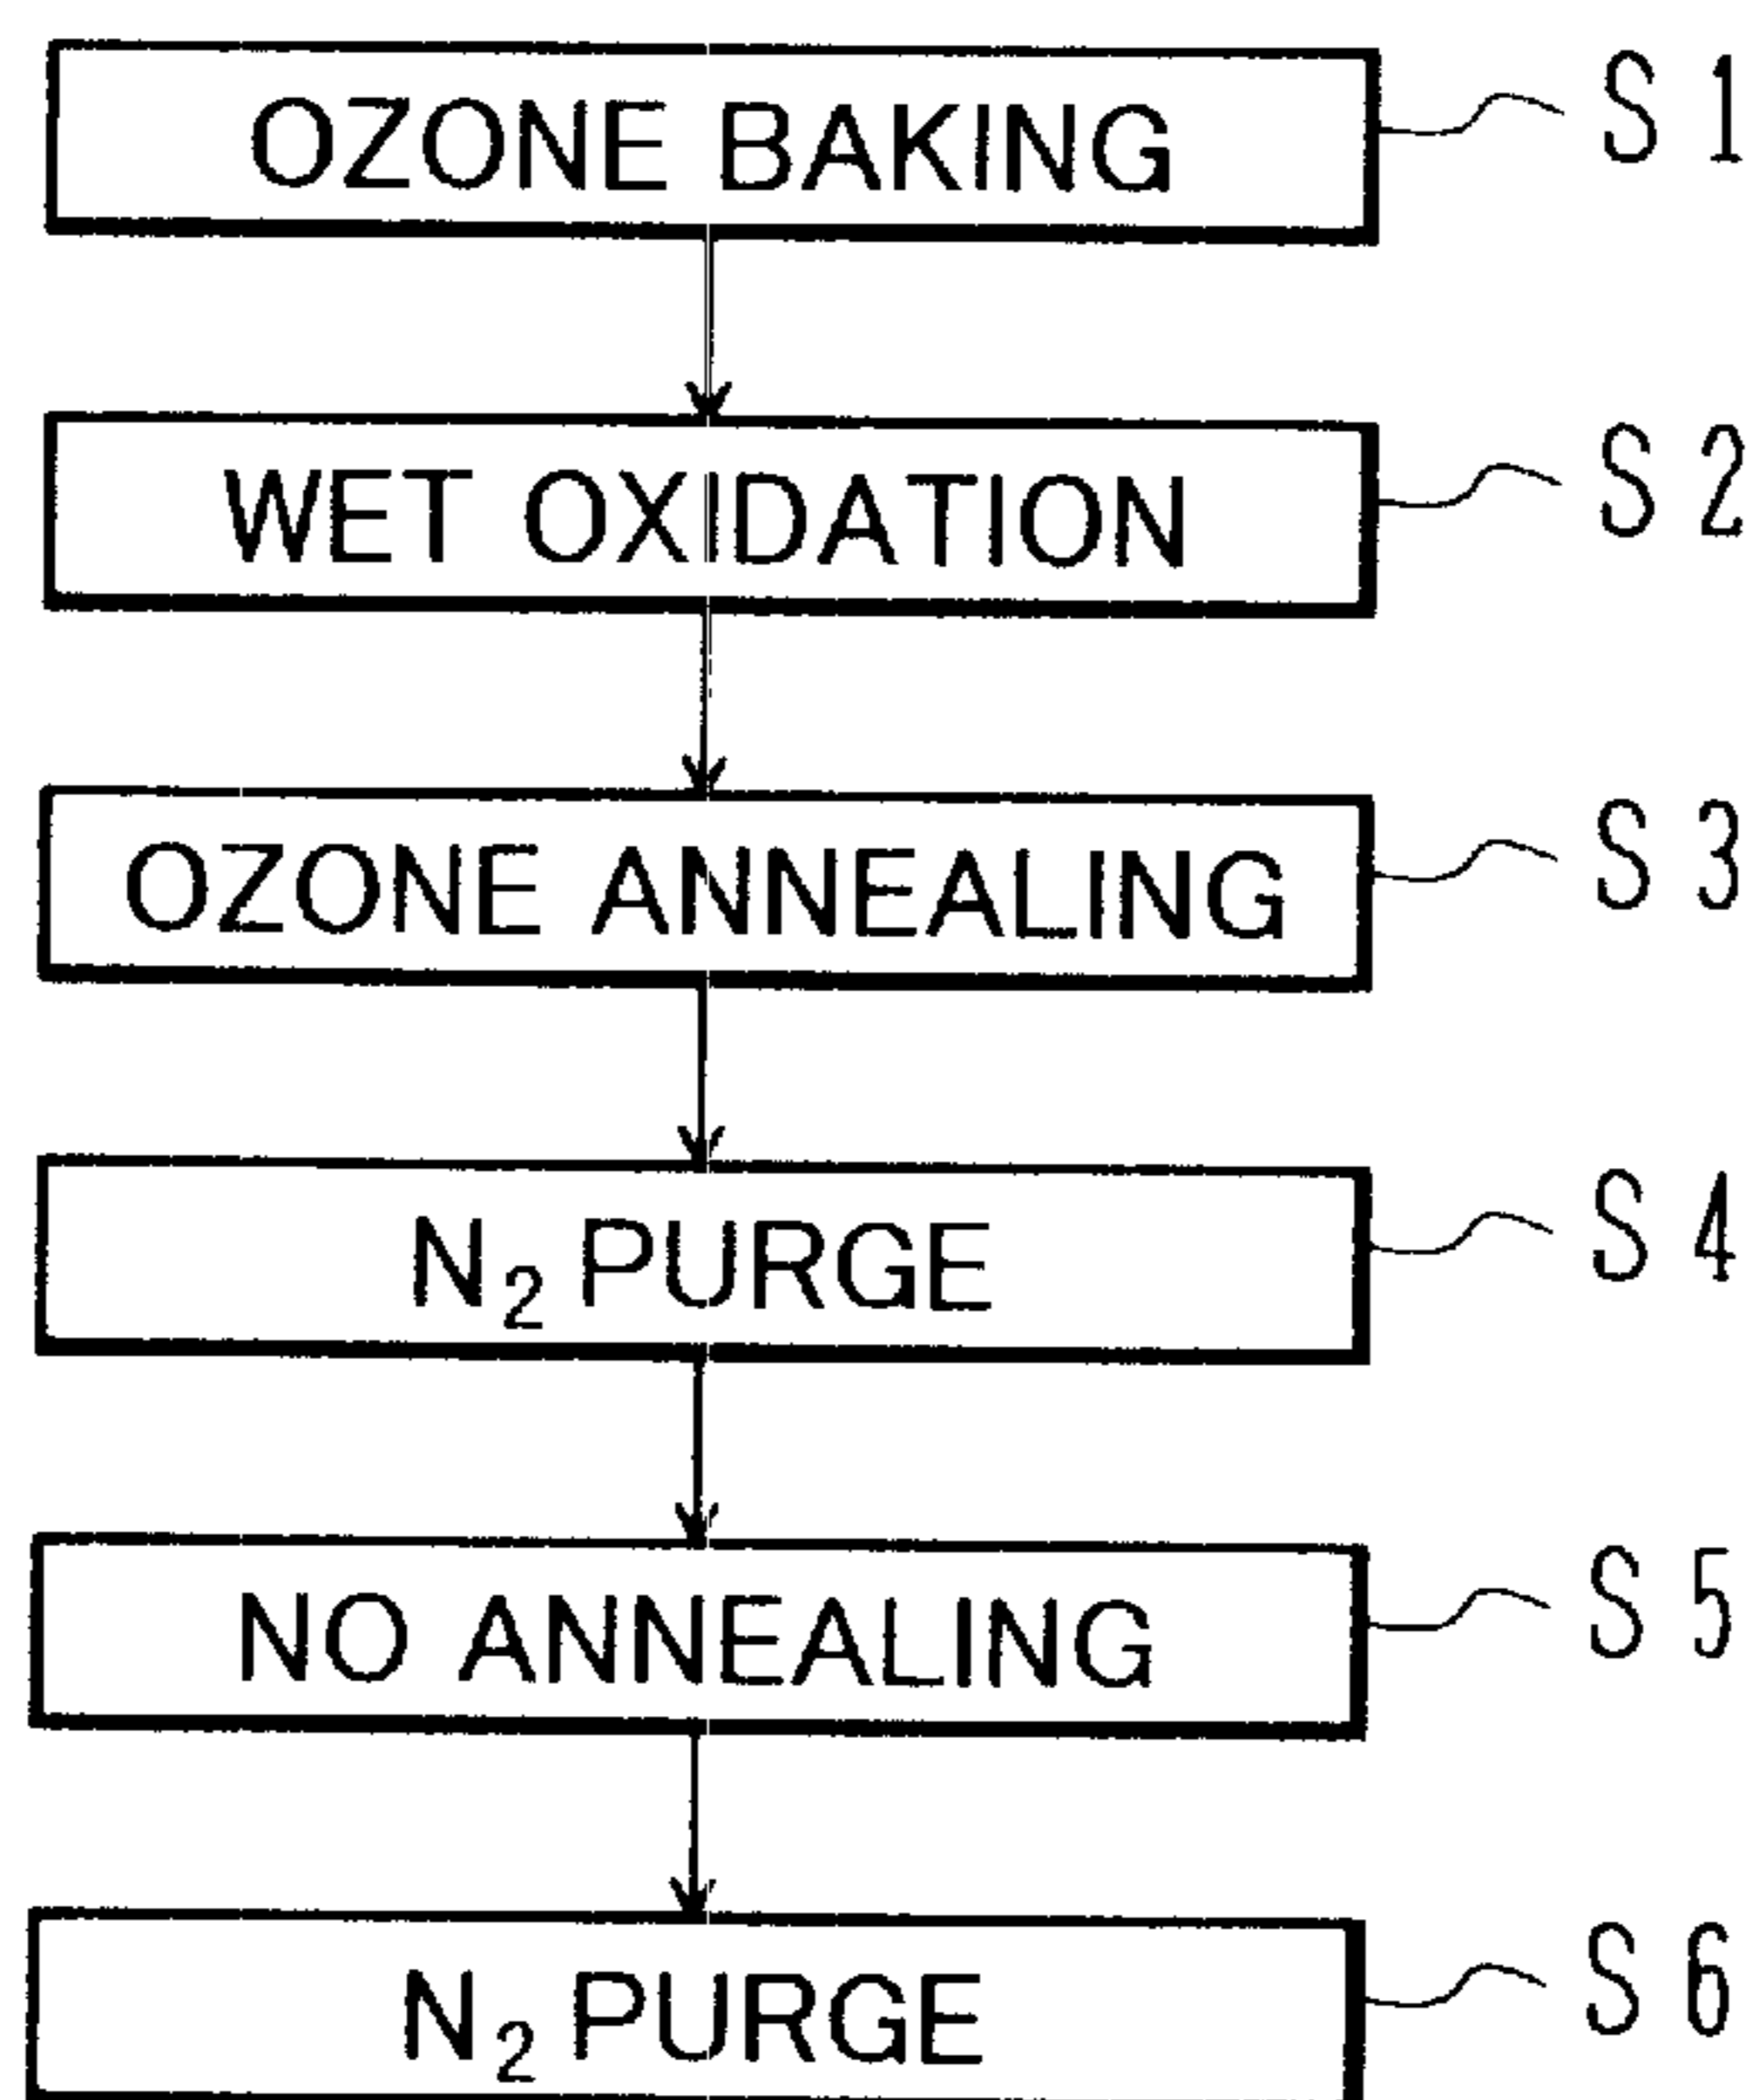 OZONE BAKING S1
WET OXIDATION S2
OZONE ANNEALING S3
N₂ PURGE S4
NO ANNEALING S5
N₂ PURGE S6